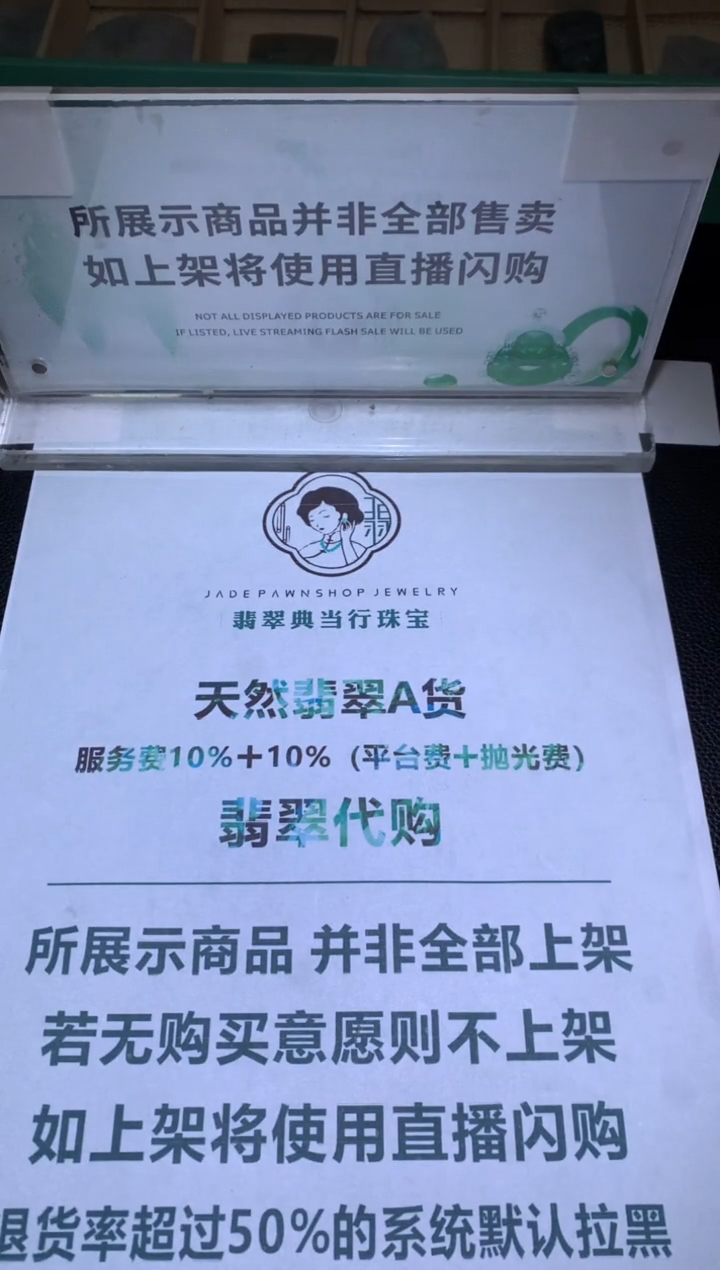 所展示商品并非全部售卖
如上架将使用直播闪购
NOT ALL DISPLAYED PRODUCTS ARE FOR SALE
IF LISTED, LIVE STREAMING FLASH SALE WILL BE USED
翡
JADE PAWNSHOP JEWELRY
翡翠典当行珠宝
天然翡翠A货
服务费10%+10%（平台费+抛光费）
翡翠代购
所展示商品 并非全部上架
若无购买意愿则不上架
如上架将使用直播闪购
退货率超过50%的系统默认拉黑